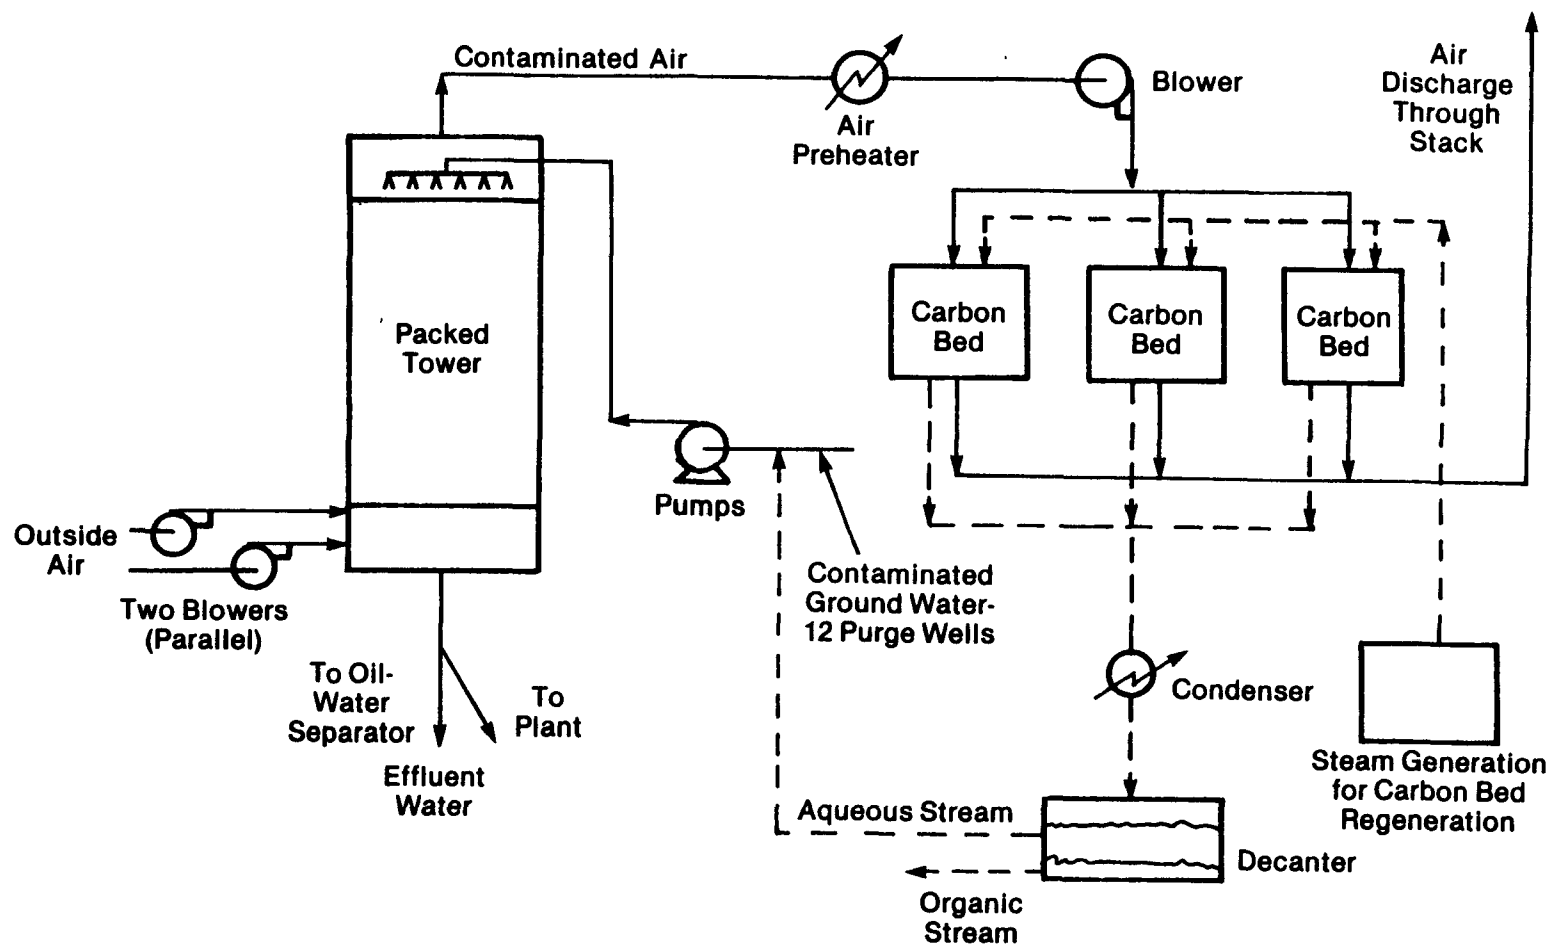 Contaminated Air
Air
Preheater
Blower
Air
Discharge
Through
Stack
Packed
Tower
Carbon
Bed
Carbon
Bed
Carbon
Bed
Pumps
Outside
Air
Two Blowers
(Parallel)
Contaminated
Ground Water-
12 Purge Wells
To Oil-
Water
Separator
To
Plant
Effluent
Water
Condenser
Steam Generation
for Carbon Bed
Regeneration
Aqueous Stream
Decanter
Organic
Stream